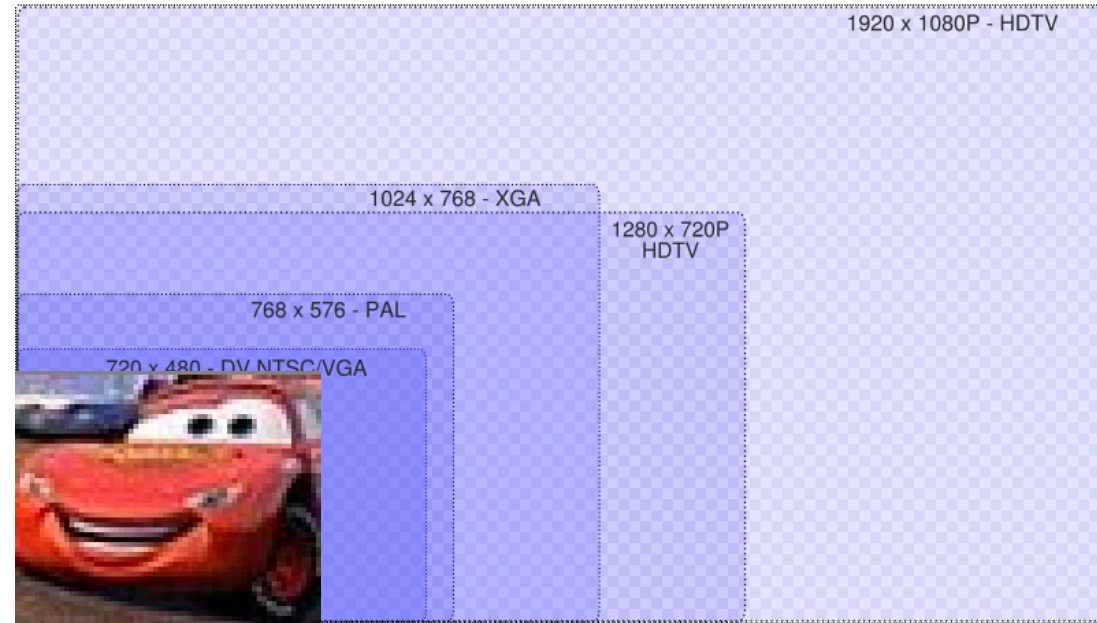 1920 x 1080P - HDTV
1024 x 768 - XGA
1280 x 720P
HDTV
768 x 576 - PAL
720 x 480 - DV NTSC/VGA